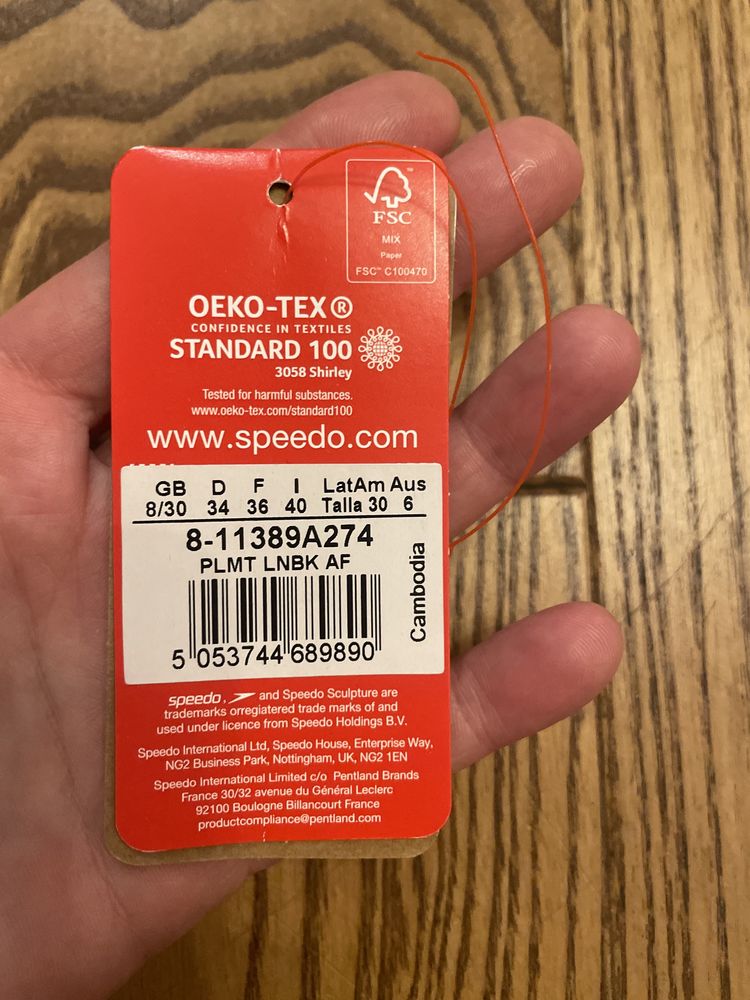 FSC™
MIX
Paper
FSC™ C100470
OEKO-TEX®
CONFIDENCE IN TEXTILES
STANDARD 100
3058 Shirley
Tested for harmful substances.
www.oeko-tex.com/standard100
www.speedo.com
GB D F I LatAm Aus
8/30 34 36 40 Talla 30 6
8-11389A274
PLMT LNBK AF
Cambodia
5 053744 689890
speedo, and Speedo Sculpture are
trademarks orregiatered trade marks of and
used under licence from Speedo Holdings B.V.
Speedo International Ltd, Speedo House, Enterprise Way,
NG2 Business Park, Nottingham, UK, NG2 1EN
Speedo International Limited c/o Pentland Brands
France 30/32 avenue du Général Leclerc
92100 Boulogne Billancourt France
productcompliance@pentland.com